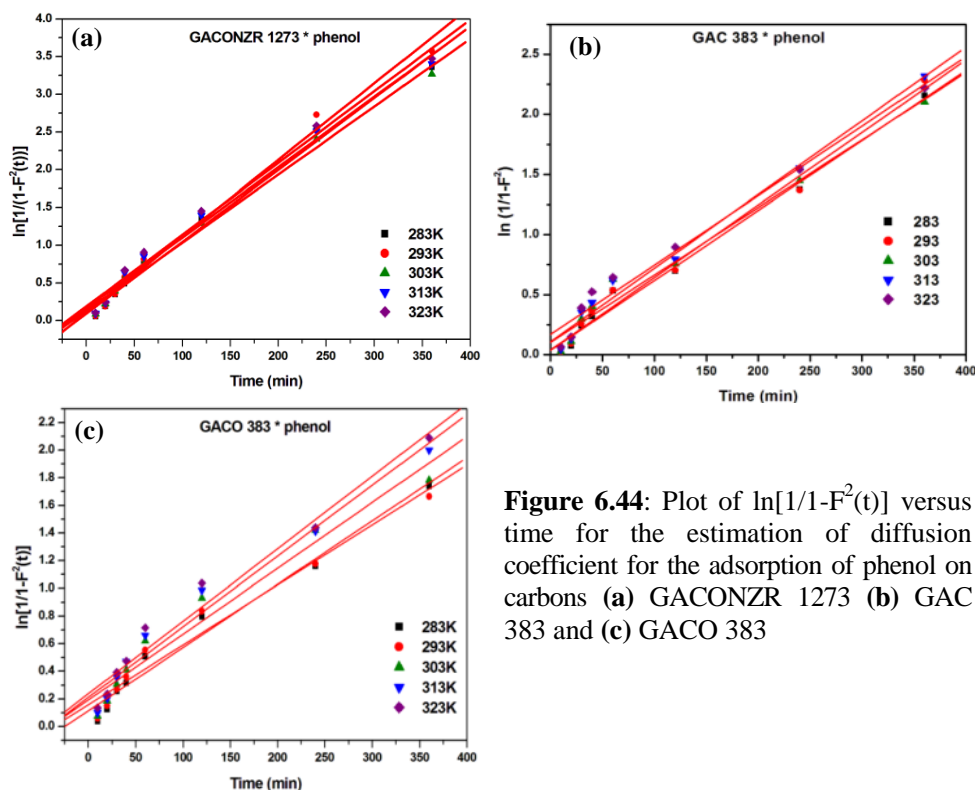 (a)
GACONZR 1273 * phenol
ln[1/(1-F²(t))]
4.0
3.5
3.0
2.5
2.0
1.5
1.0
0.5
0.0
283K
293K
303K
313K
323K
0 50 100 150 200 250 300 350 400
Time (min)
(b)
GAC 383 * phenol
ln (1/1-F²)
2.5
2.0
1.5
1.0
0.5
0.0
283
293
303
313
323
0 50 100 150 200 250 300 350 400
Time (min)
(c)
GACO 383 * phenol
ln[1/1-F²(t)]
2.2
2.0
1.8
1.6
1.4
1.2
1.0
0.8
0.6
0.4
0.2
0.0
283K
293K
303K
313K
323K
0 50 100 150 200 250 300 350 400
Time (min)
Figure 6.44: Plot of ln[1/1-F²(t)] versus
time for the estimation of diffusion
coefficient for the adsorption of phenol on
carbons (a) GACONZR 1273 (b) GAC
383 and (c) GACO 383